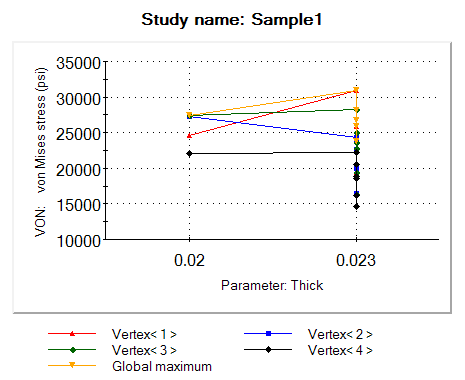 Study name: Sample1
VON: von Mises stress (psi)
35000
30000
25000
20000
15000
10000
0.02 0.023
Parameter: Thick
Vertex< 1 > Vertex< 2 >
Vertex< 3 > Vertex< 4 >
Global maximum